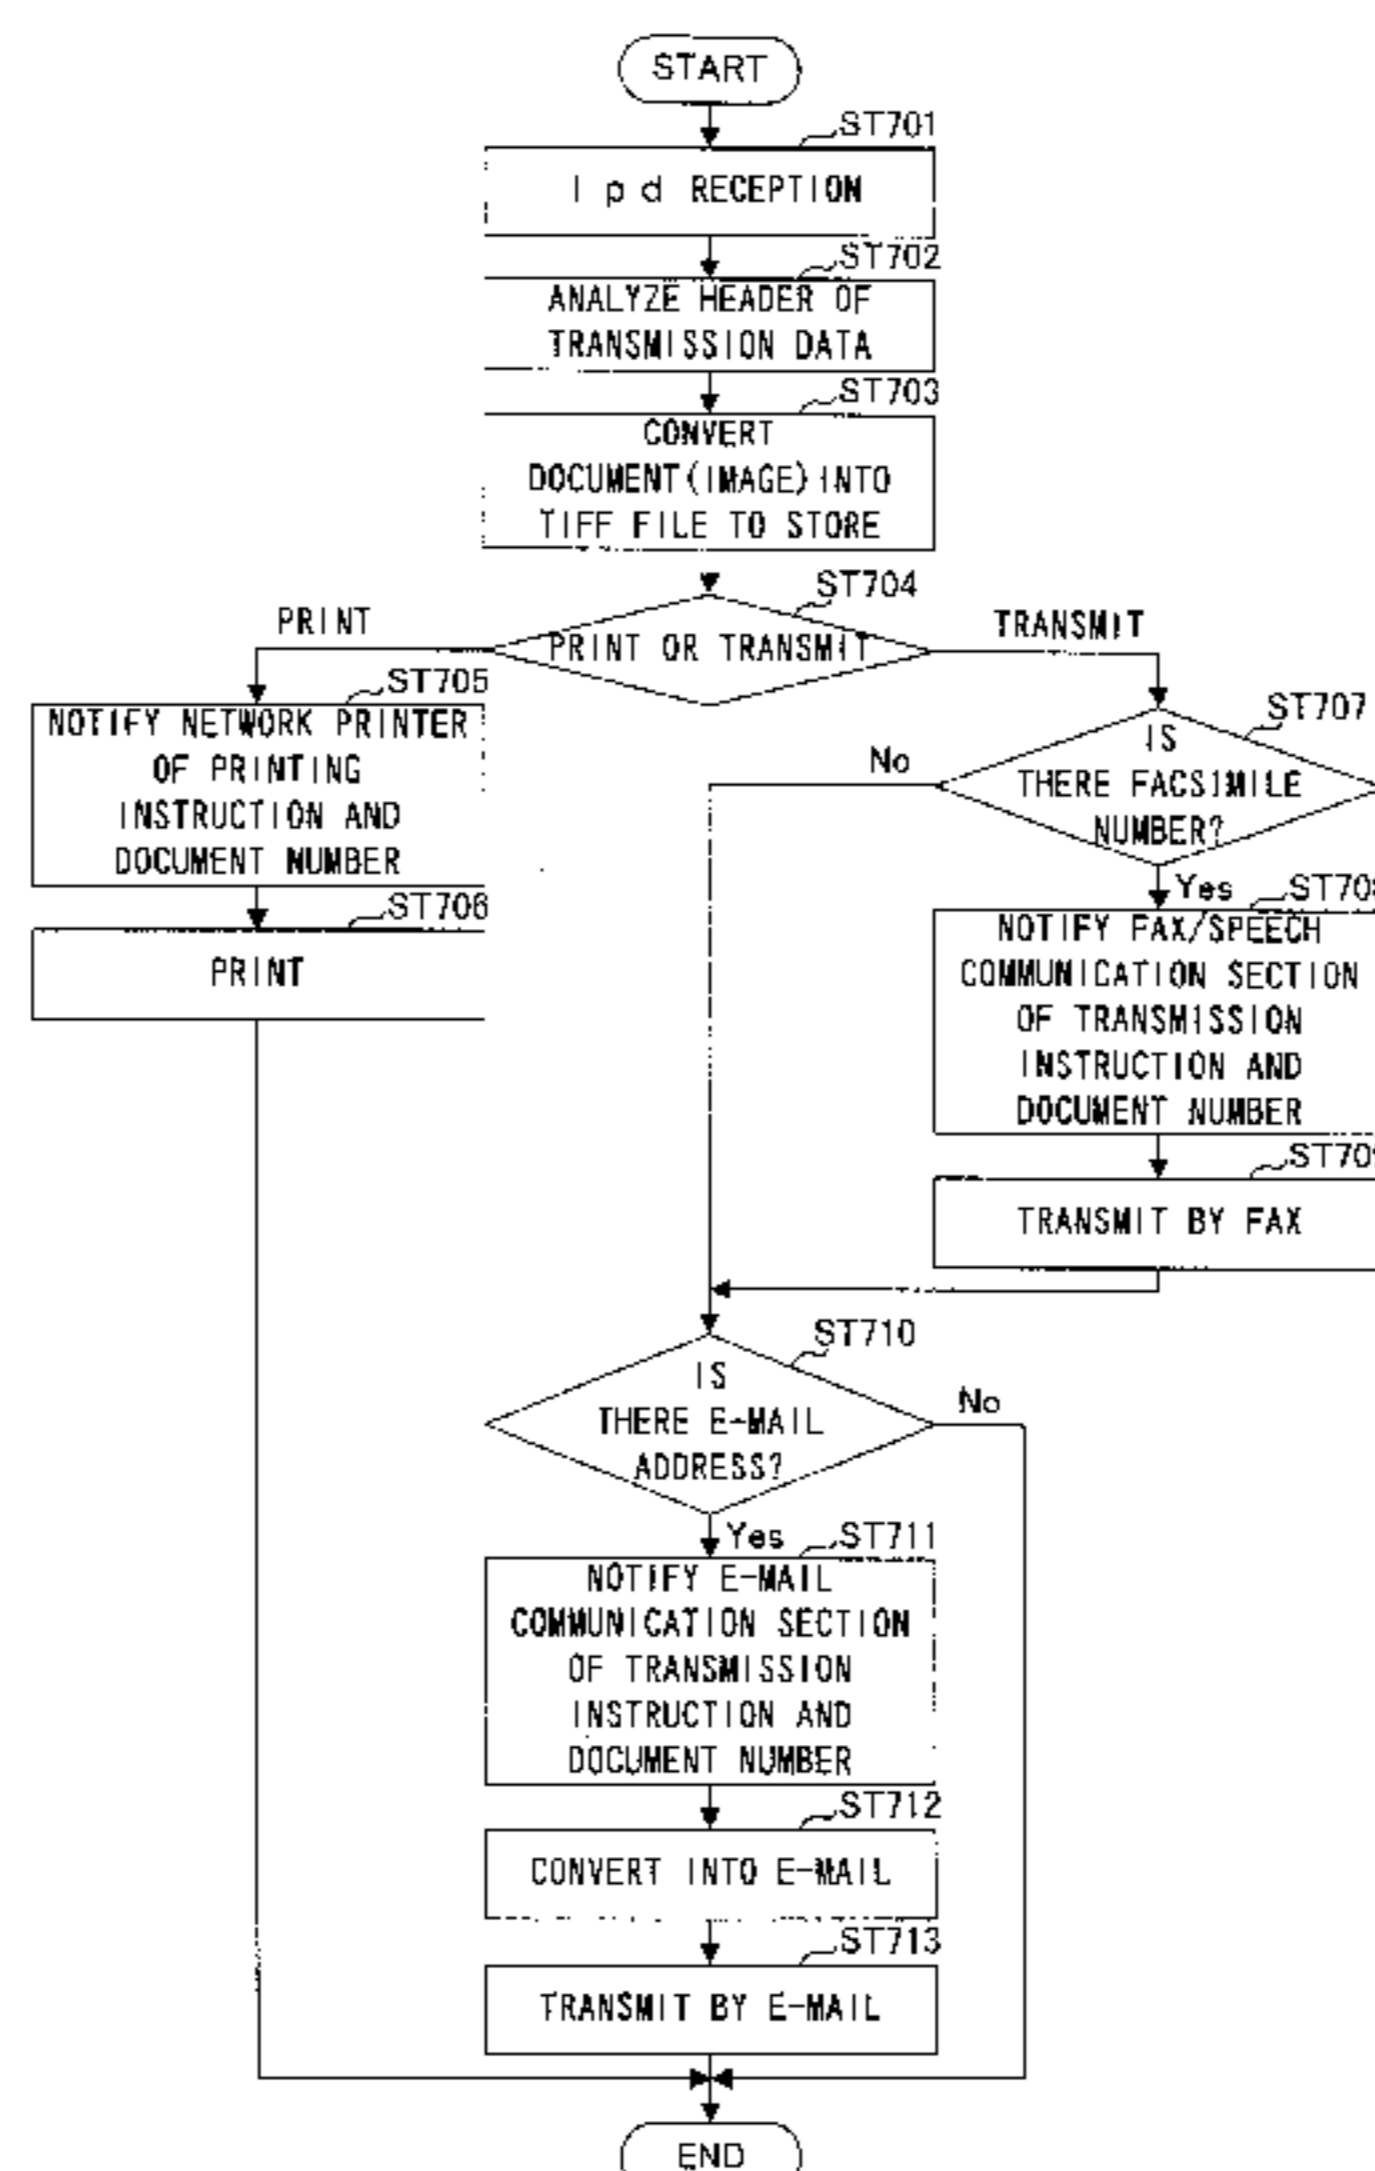 START
ST701
lpd RECEPTION
ST702
ANALYZE HEADER OF
TRANSMISSION DATA
ST703
CONVERT
DOCUMENT(IMAGE) INTO
TIFF FILE TO STORE
ST704
PRINT
PRINT OR TRANSMIT
TRANSMIT
ST705
NOTIFY NETWORK PRINTER
OF PRINTING
INSTRUCTION AND
DOCUMENT NUMBER
ST706
PRINT
ST707
IS
THERE FACSIMILE
NUMBER?
No
Yes
ST708
NOTIFY FAX/SPEECH
COMMUNICATION SECTION
OF TRANSMISSION
INSTRUCTION AND
DOCUMENT NUMBER
ST709
TRANSMIT BY FAX
ST710
IS
THERE E-MAIL
ADDRESS?
No
Yes
ST711
NOTIFY E-MAIL
COMMUNICATION SECTION
OF TRANSMISSION
INSTRUCTION AND
DOCUMENT NUMBER
ST712
CONVERT INTO E-MAIL
ST713
TRANSMIT BY E-MAIL
END